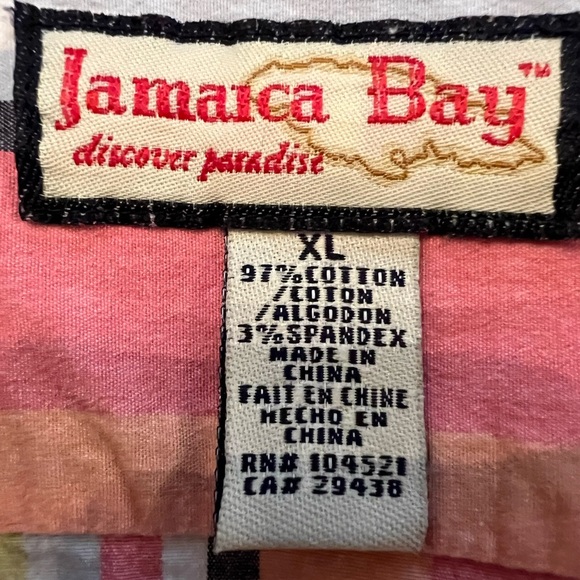 Jamaica Bay™
discover paradise
XL
97%COTTON
/COTON
/ALGODON
3%SPANDEX
MADE IN
CHINA
FAIT EN CHINE
HECHO EN
CHINA
RN# 104521
CA# 29438